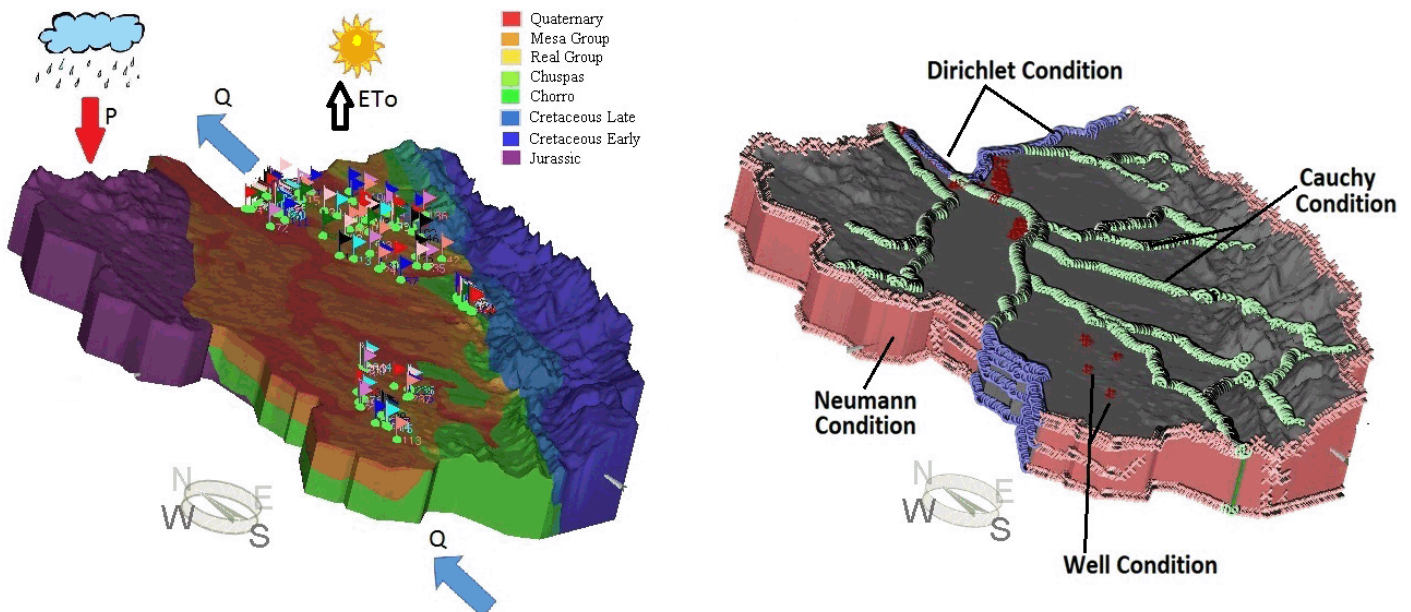 P
Q
ETo
Quaternary
Mesa Group
Real Group
Chuspas
Chorro
Cretaceous Late
Cretaceous Early
Jurassic
N
E
W
S
Q
Dirichlet Condition
Cauchy
Condition
Neumann
Condition
N
E
W
S
Well Condition